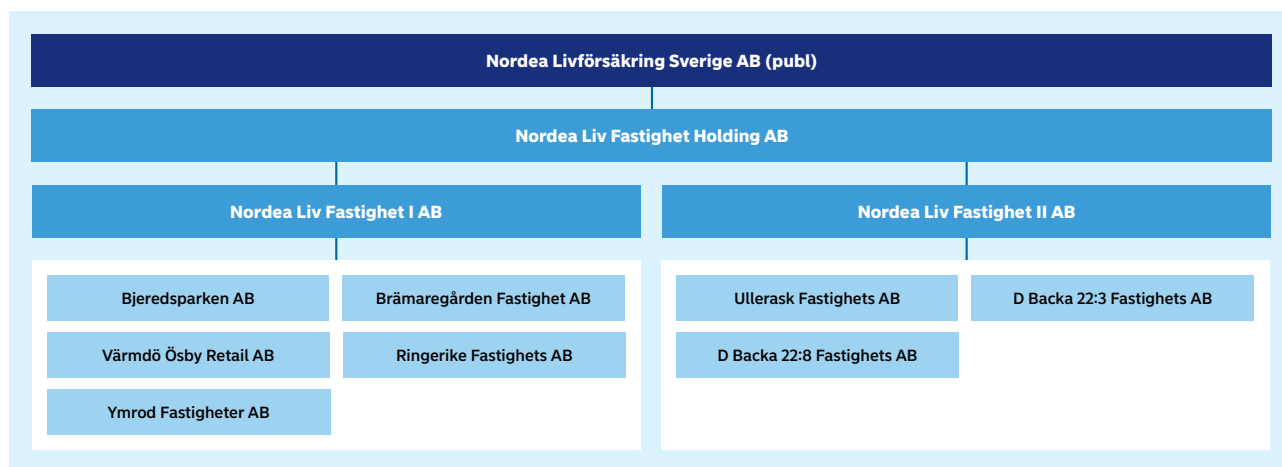 Nordea Livförsäkring Sverige AB (publ)
Nordea Liv Fastighet Holding AB
Nordea Liv Fastighet I AB
Nordea Liv Fastighet II AB
Bjeredsparken AB
Brämaregården Fastighet AB
Värmdö Ösby Retail AB
Ringerike Fastighets AB
Ymrod Fastigheter AB
Ullerask Fastighets AB
D Backa 22:3 Fastighets AB
D Backa 22:8 Fastighets AB